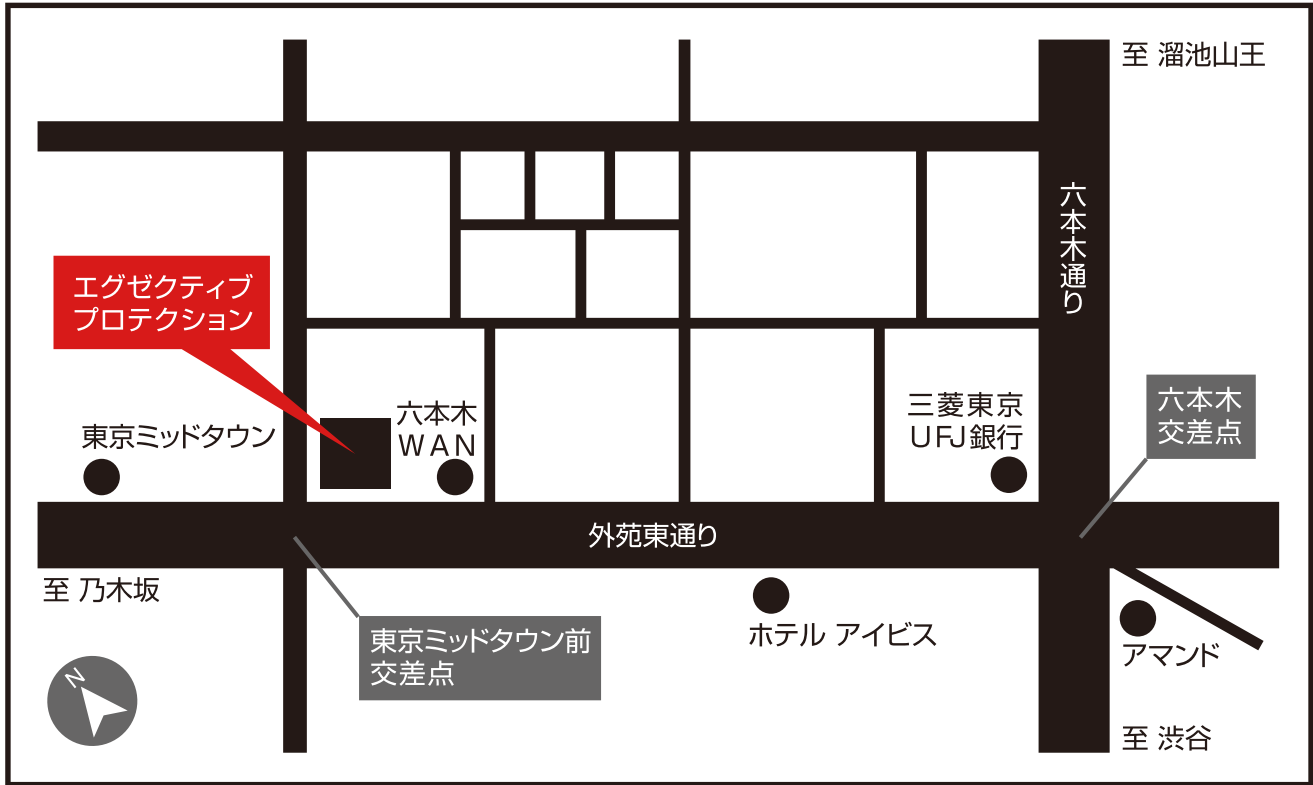 至 溜池山王
六本木通り
エグゼクティブ
プロテクション
六本木
交差点
六本木
WAN
三菱東京
UFJ銀行
東京ミッドタウン
外苑東通り
至 乃木坂
ホテル アイビス
東京ミッドタウン前
交差点
アマンド
N
至 渋谷